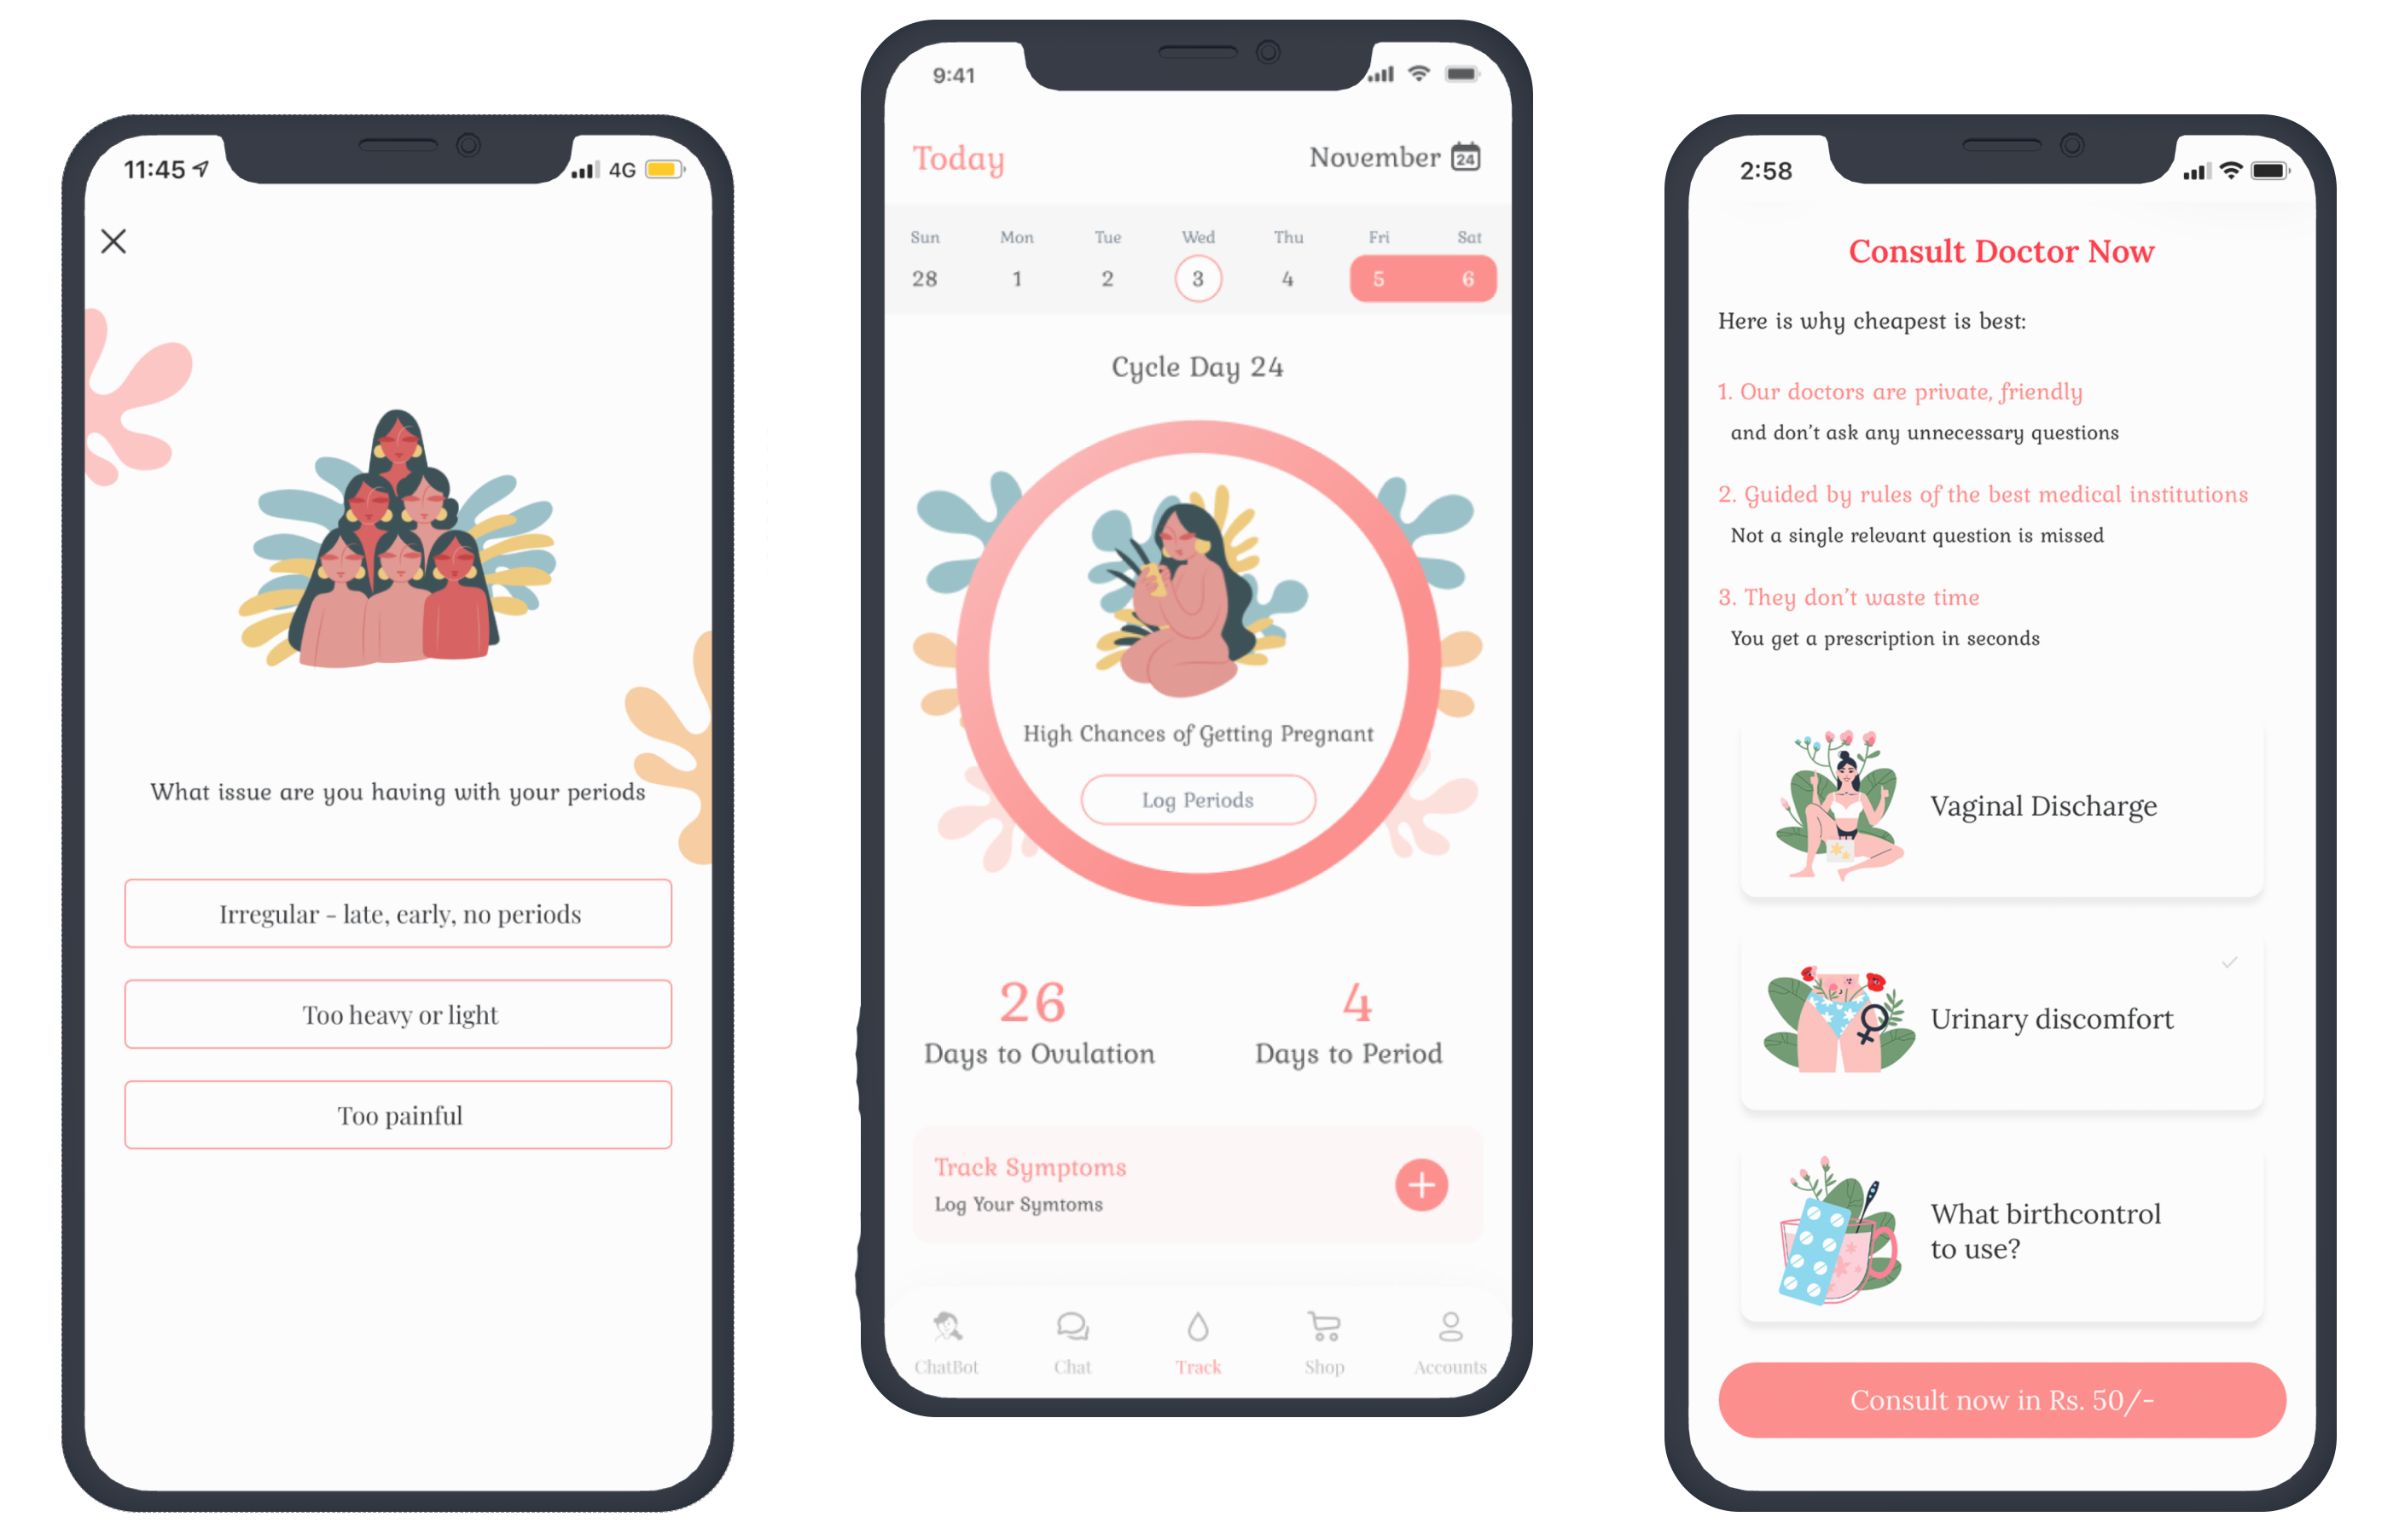 11:45
4G
What issue are you having with your periods
Irregular - late, early, no periods
Too heavy or light
Too painful
9:41
Today
November 24
Sun Mon Tue Wed Thu Fri Sat
28 1 2 3 4 5 6
Cycle Day 24
High Chances of Getting Pregnant
Log Periods
26
Days to Ovulation
4
Days to Period
Track Symptoms
Log Your Symtoms
ChatBot
Chat
Track
Shop
Accounts
2:58
Consult Doctor Now
Here is why cheapest is best:
1. Our doctors are private, friendly
and don't ask any unnecessary questions
2. Guided by rules of the best medical institutions
Not a single relevant question is missed
3. They don't waste time
You get a prescription in seconds
Vaginal Discharge
Urinary discomfort
What birthcontrol
to use?
Consult now in Rs. 50/-